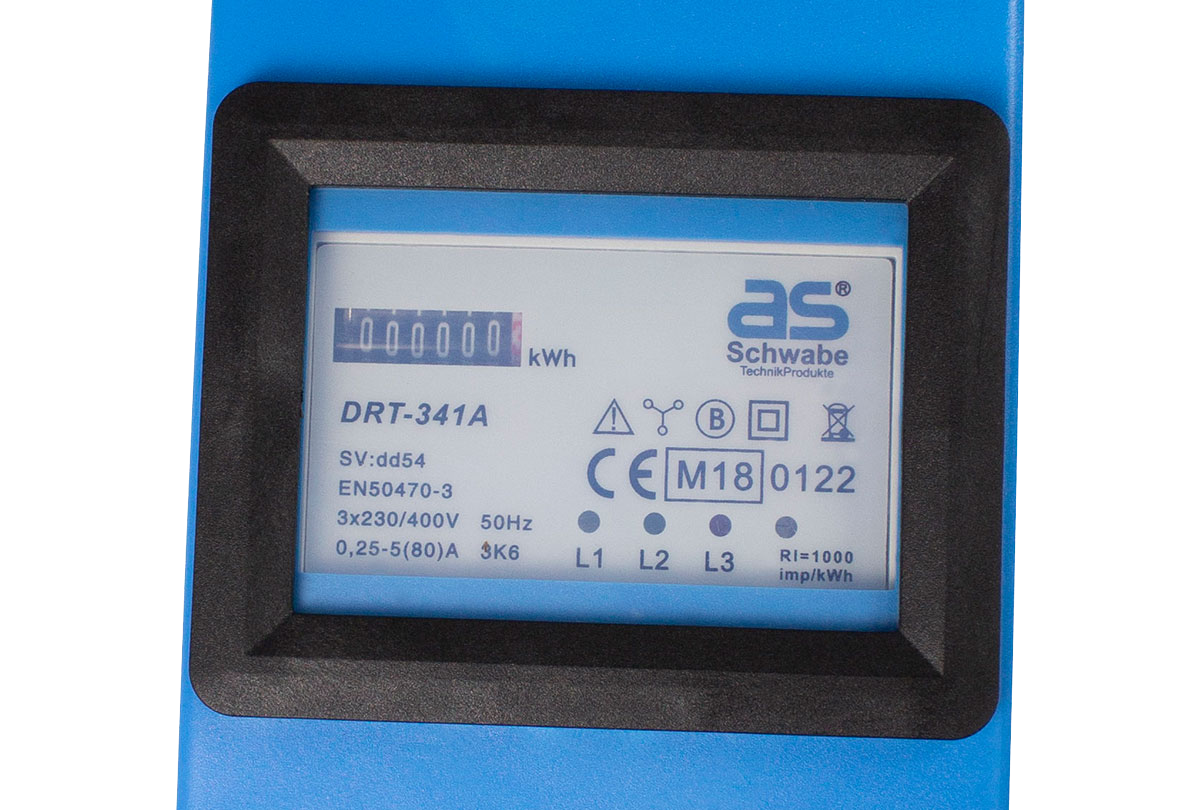 as®
Schwabe
TechnikProdukte
000000 kWh
DRT-341A
B
SV:dd54
EN50470-3
CE M18 0122
3x230/400V 50Hz
0,25-5(80)A 3K6
L1 L2 L3
RI=1000
imp/kWh